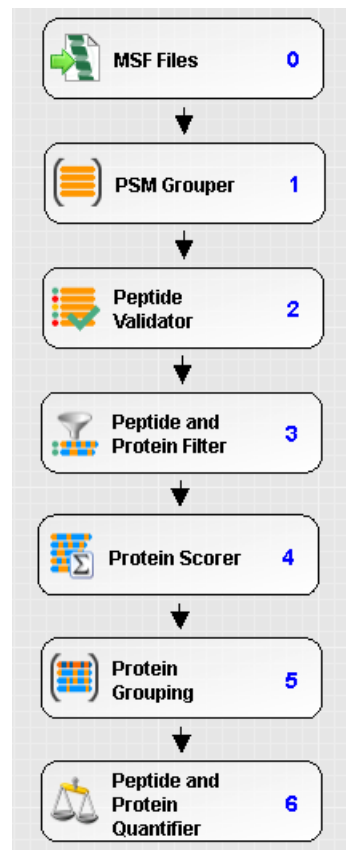 MSF Files 0
PSM Grouper 1
Peptide
Validator 2
Peptide and
Protein Filter 3
Protein Scorer 4
Protein
Grouping 5
Peptide and
Protein 6
Quantifier